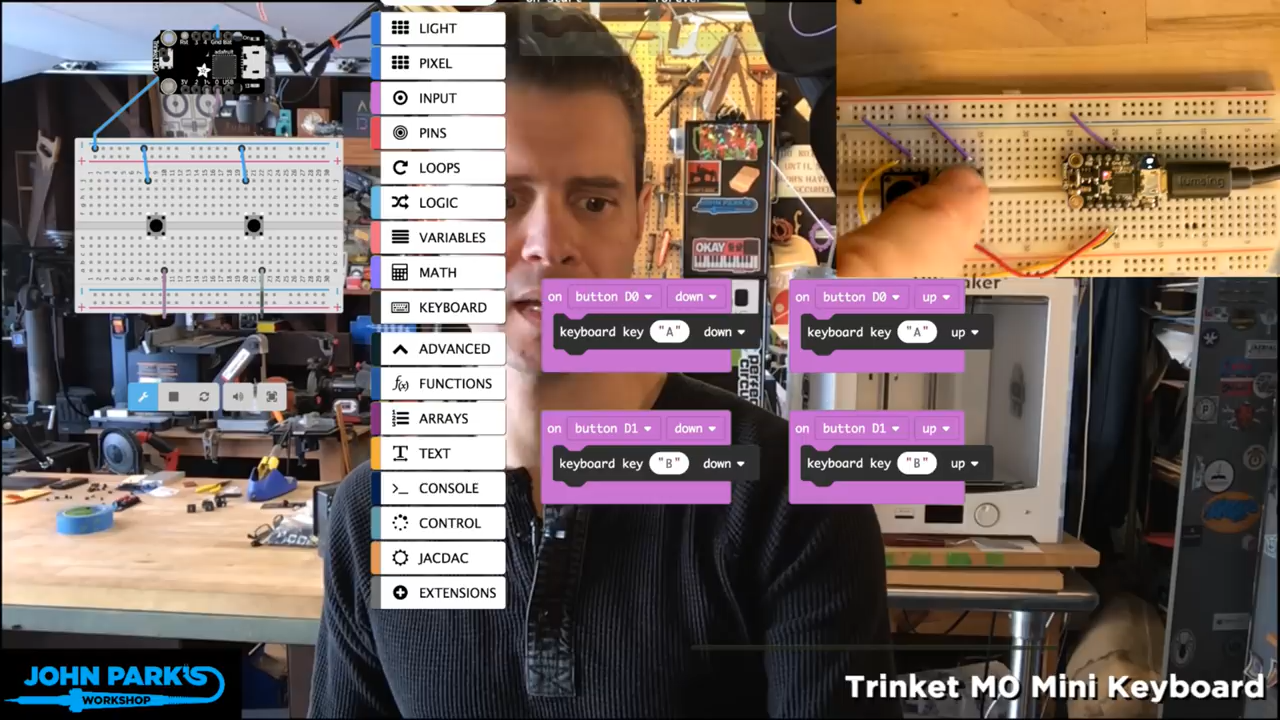 forever
LIGHT
PIXEL
INPUT
PINS
LOOPS
LOGIC
VARIABLES
MATH
KEYBOARD
ADVANCED
FUNCTIONS
ARRAYS
TEXT
CONSOLE
CONTROL
JACDAC
EXTENSIONS
on button D0 down
keyboard key "A" down
on button D0 up
keyboard key "A" up
on button D1 down
keyboard key "B" down
on button D1 up
keyboard key "B" up
OKAY
JOHN PARK'S
WORKSHOP
Trinket M0 Mini Keyboard